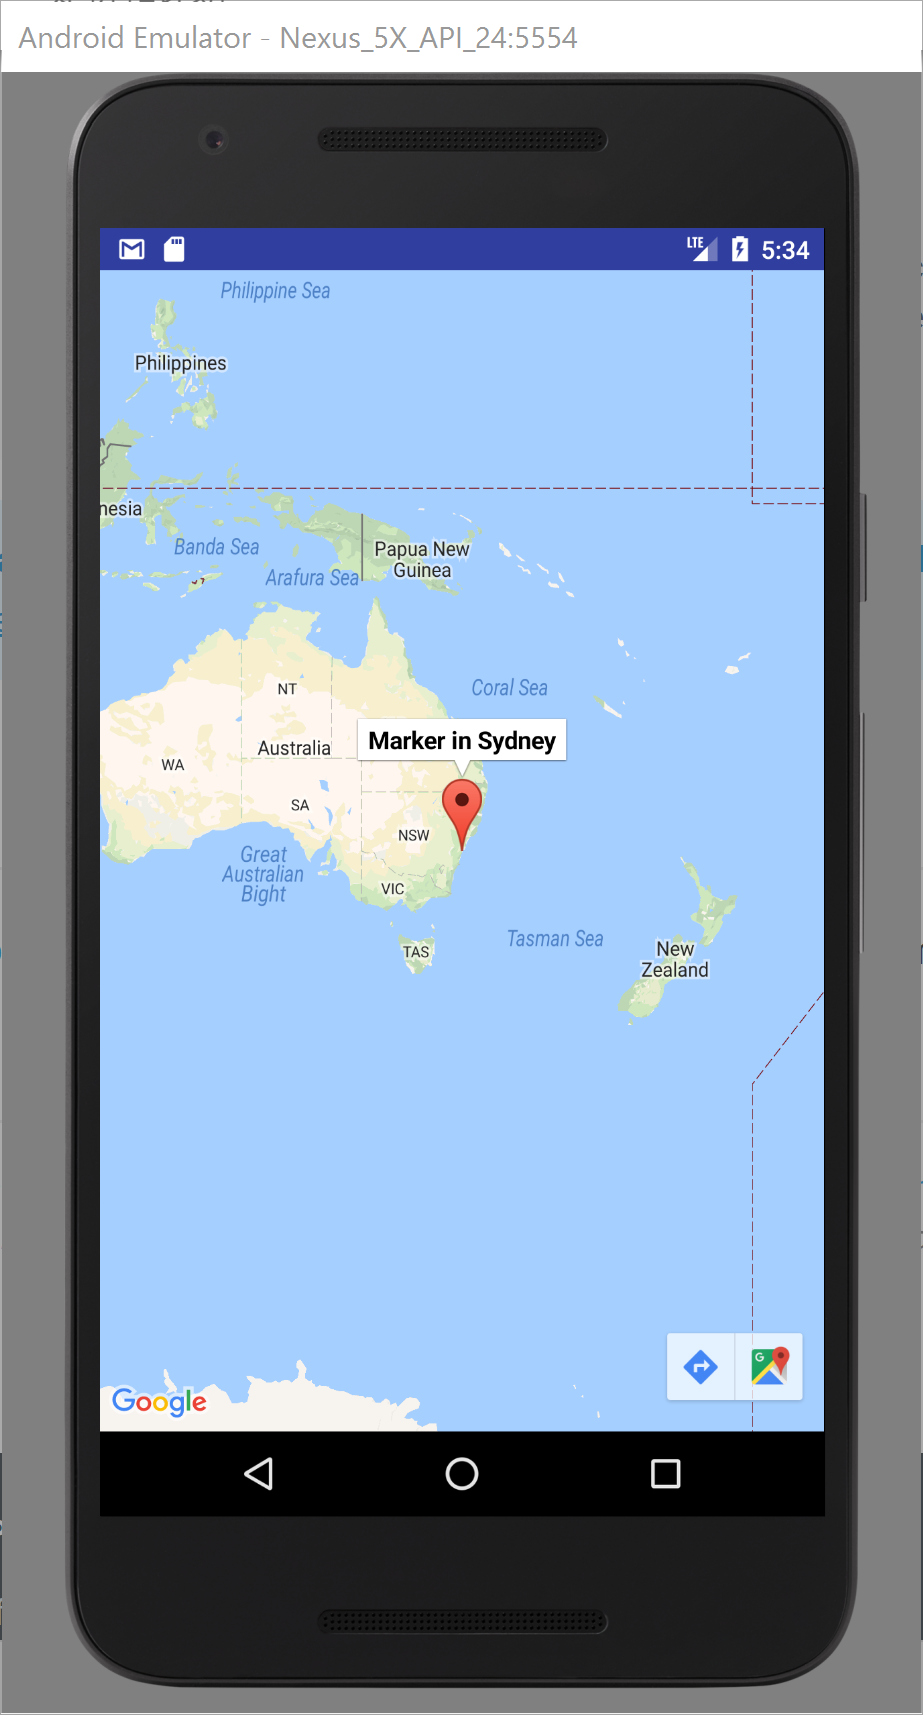 Android Emulator - Nexus_5X_API_24:5554
LTE 5:34
Philippine Sea
Philippines
nesia
Banda Sea
Papua New
Guinea
Arafura Sea
Coral Sea
NT
Marker in Sydney
Australia
WA
SA
NSW
Great
Australian
Bight
VIC
Tasman Sea
TAS
New
Zealand
G
Google